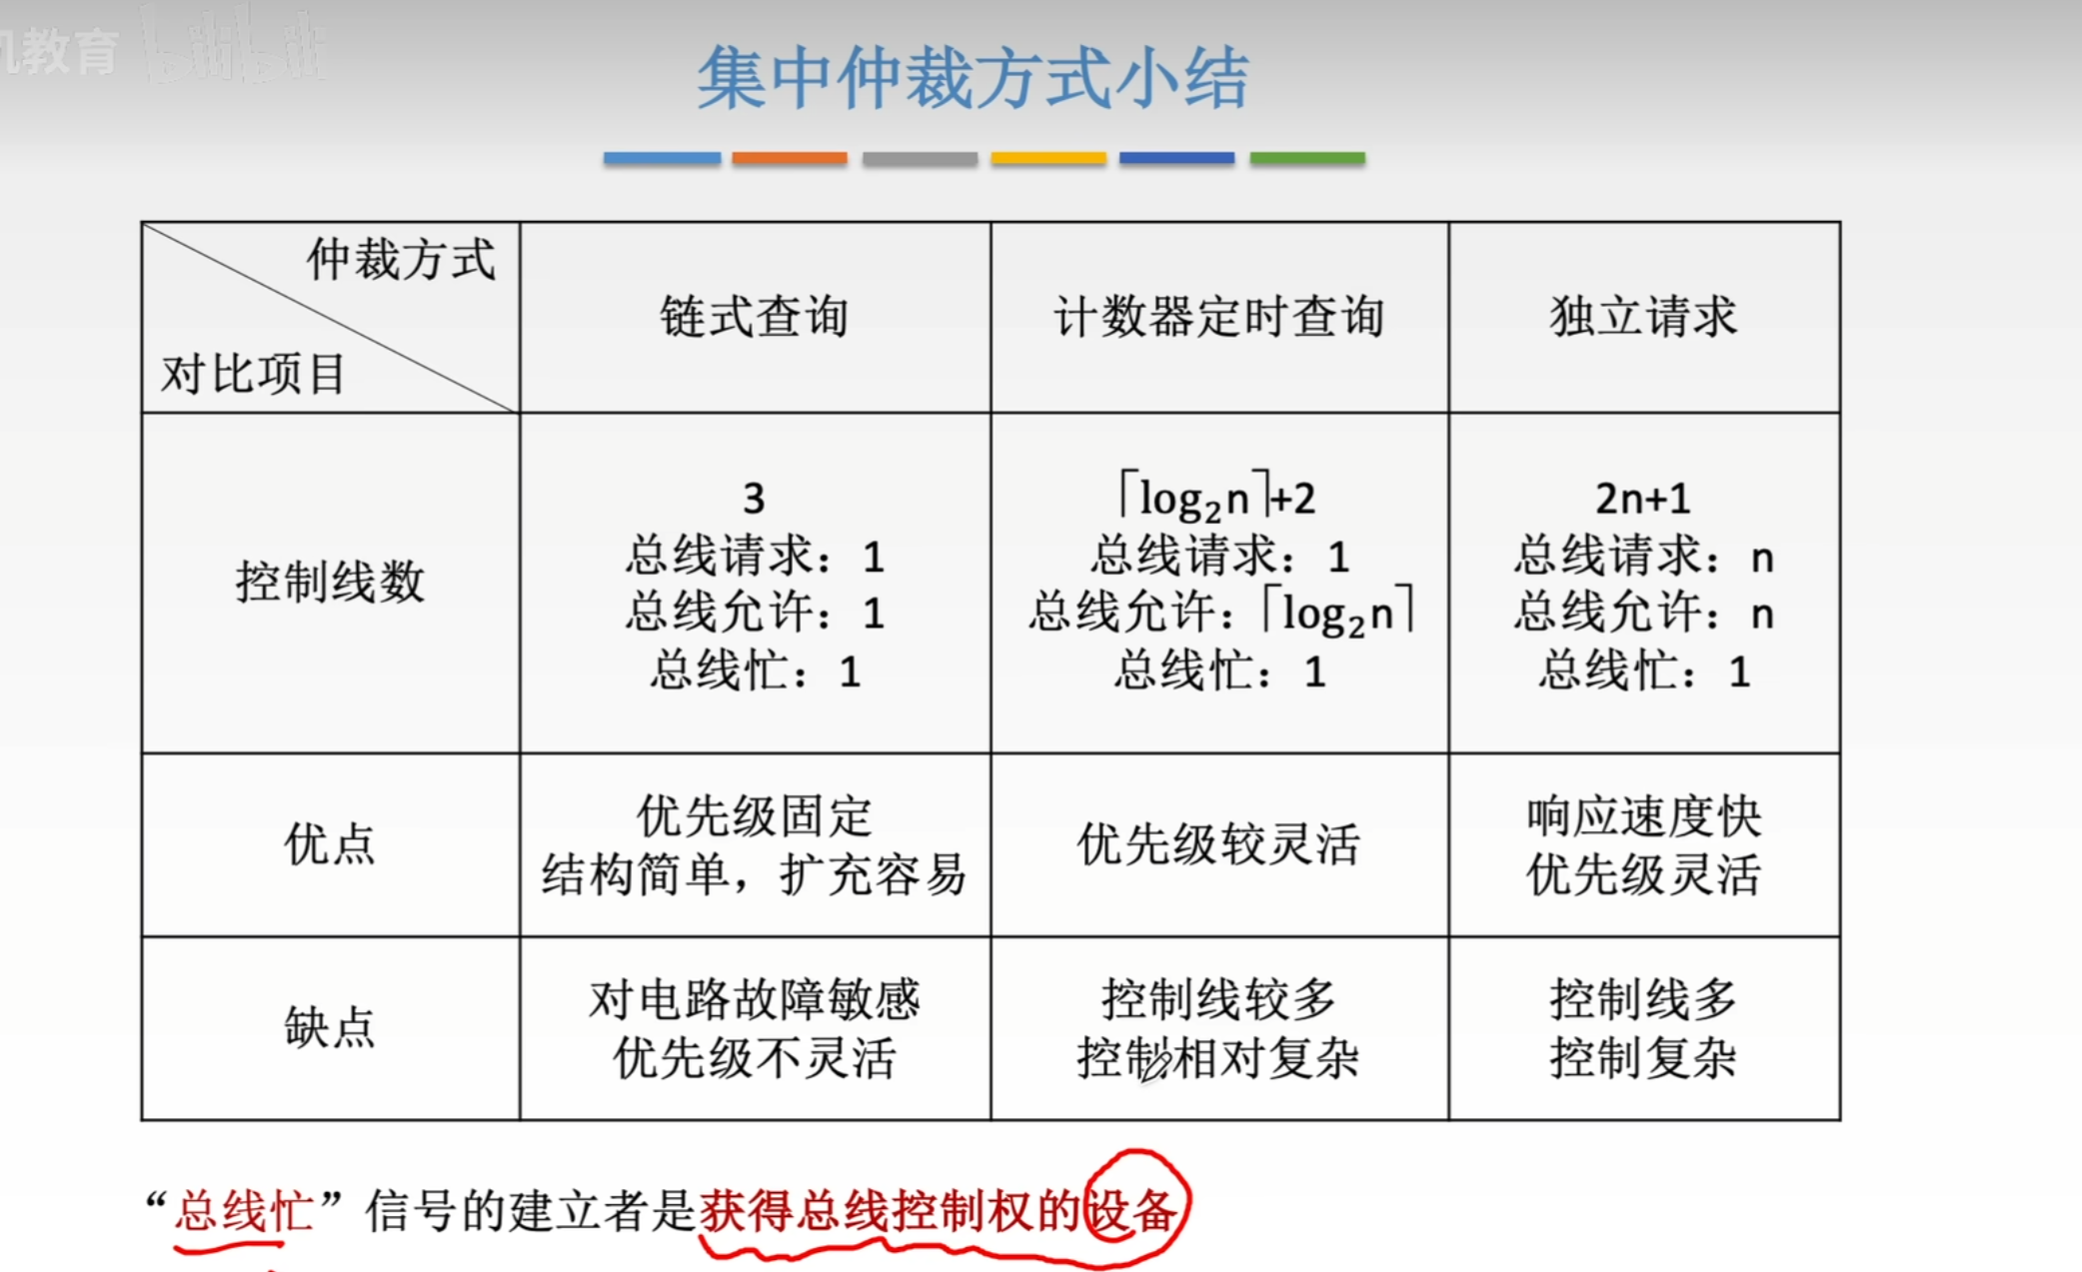 教育 bilibili
集中仲裁方式小结
仲裁方式
对比项目
链式查询
计数器定时查询
独立请求
控制线数
3
总线请求：1
总线允许：1
总线忙：1
⌈log₂n⌉+2
总线请求：1
总线允许：⌈log₂n⌉
总线忙：1
2n+1
总线请求：n
总线允许：n
总线忙：1
优点
优先级固定
结构简单，扩充容易
优先级较灵活
响应速度快
优先级灵活
缺点
对电路故障敏感
优先级不灵活
控制线较多
控制相对复杂
控制线多
控制复杂
“总线忙”信号的建立者是获得总线控制权的设备